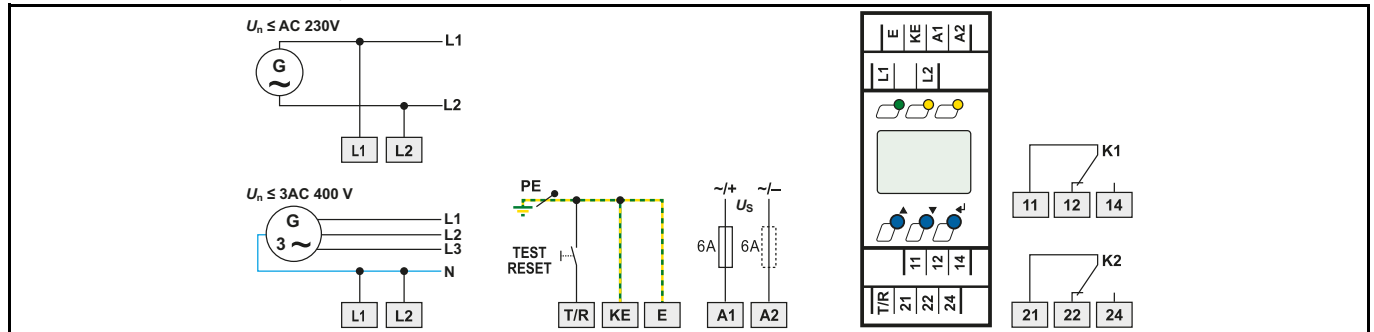 Un ≤ AC 230V
G
~
L1
L2
L1 L2
Un ≤ 3AC 400 V
G
3 ~
L1
L2
L3
N
L1 L2
PE
TEST
RESET
T/R KE E
~/+ ~/–
US
6A 6A
A1 A2
E KE A1 A2
L1 L2
11 12 14
T/R 21 22 24
K1
11 12 14
K2
21 22 24